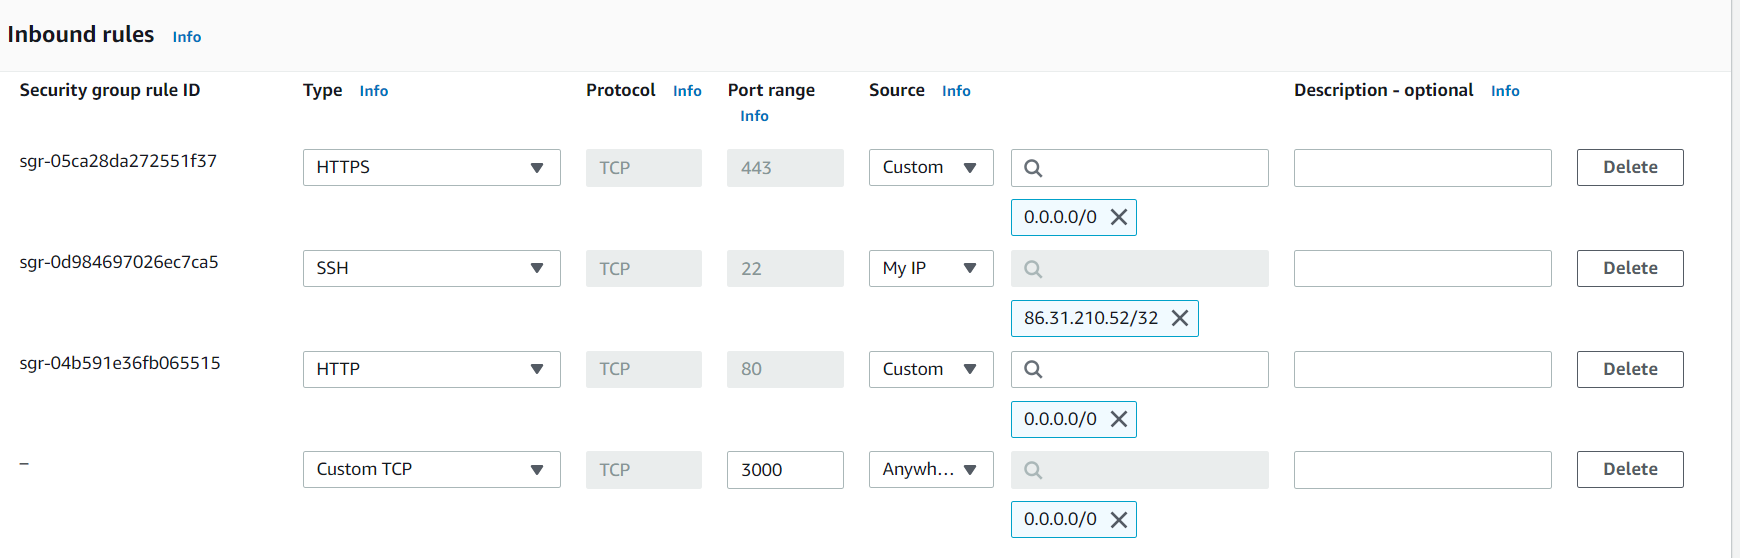 Inbound rules Info
Security group rule ID Type Info Protocol Info Port range Info Source Info Description - optional Info
sgr-05ca28da272551f37 HTTPS TCP 443 Custom Delete
0.0.0.0/0
sgr-0d984697026ec7ca5 SSH TCP 22 My IP Delete
86.31.210.52/32
sgr-04b591e36fb065515 HTTP TCP 80 Custom Delete
0.0.0.0/0
– Custom TCP TCP 3000 Anywh... Delete
0.0.0.0/0